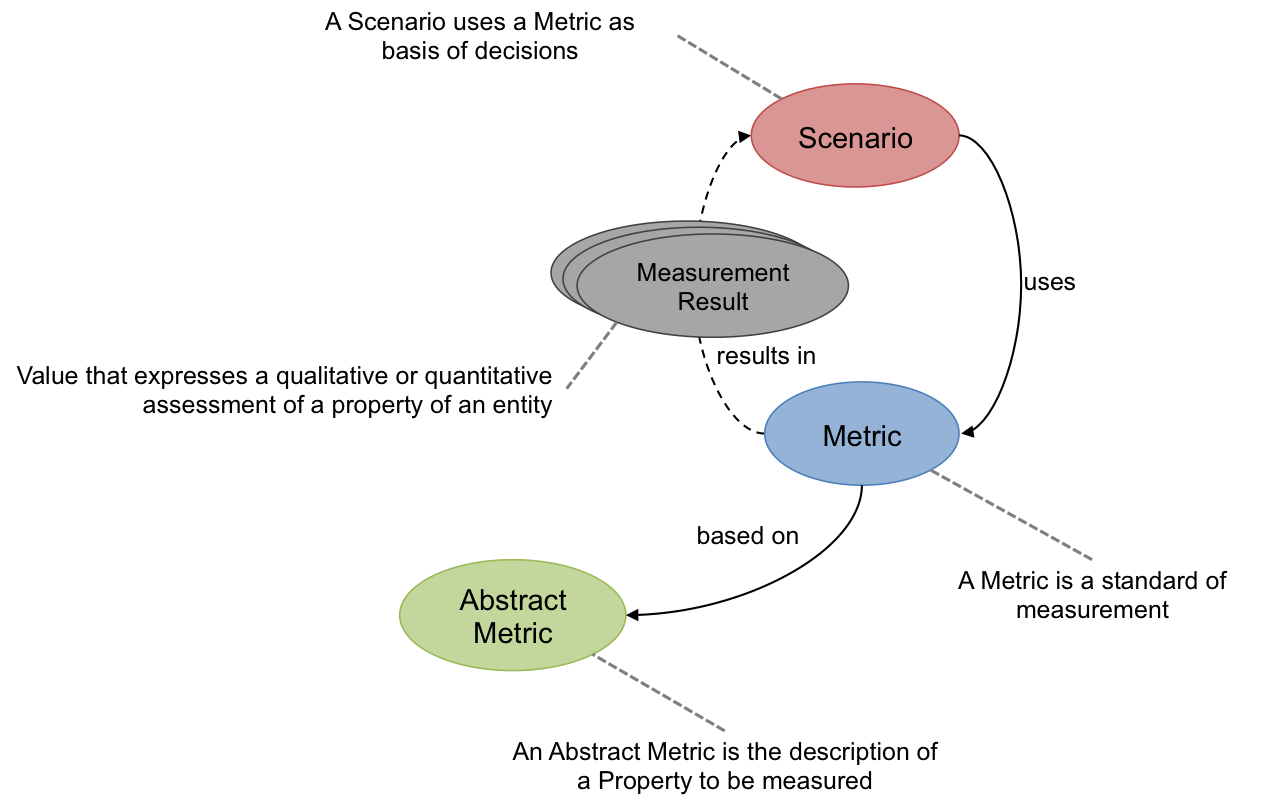 A Scenario uses a Metric as
basis of decisions
Scenario
Measurement
Result
uses
results in
Value that expresses a qualitative or quantitative
assessment of a property of an entity
Metric
based on
A Metric is a standard of
measurement
Abstract
Metric
An Abstract Metric is the description of
a Property to be measured